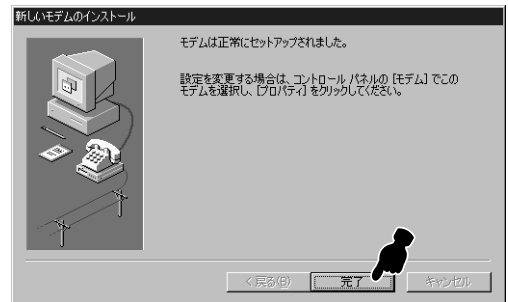 新しいモデムのインストール
モデムは正常にセットアップされました。
設定を変更する場合は、コントロール パネルの [モデム] でこの
モデムを選択し、[プロパティ] をクリックしてください。
< 戻る(B)
完了
キャンセル